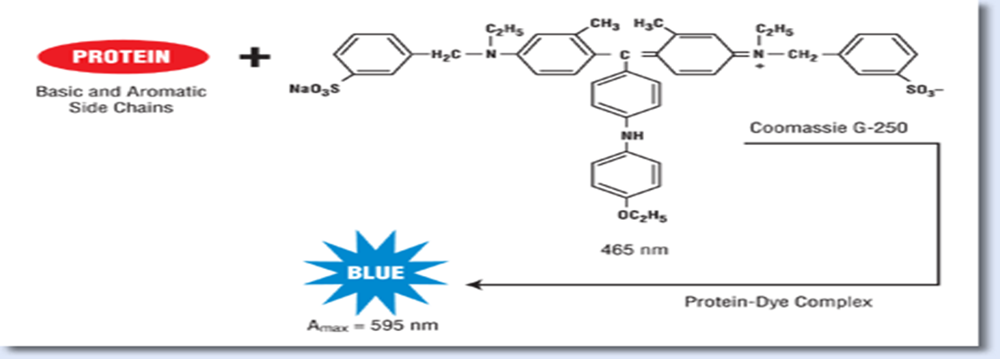 PROTEIN
+
Basic and Aromatic
Side Chains
NaO₃S
H₂C
N
C₂H₅
CH₃
H₃C
C
C₂H₅
N
+
CH₂
SO₃⁻
NH
OC₂H₅
Coomassie G-250
465 nm
BLUE
Protein-Dye Complex
Aₘₐₓ = 595 nm